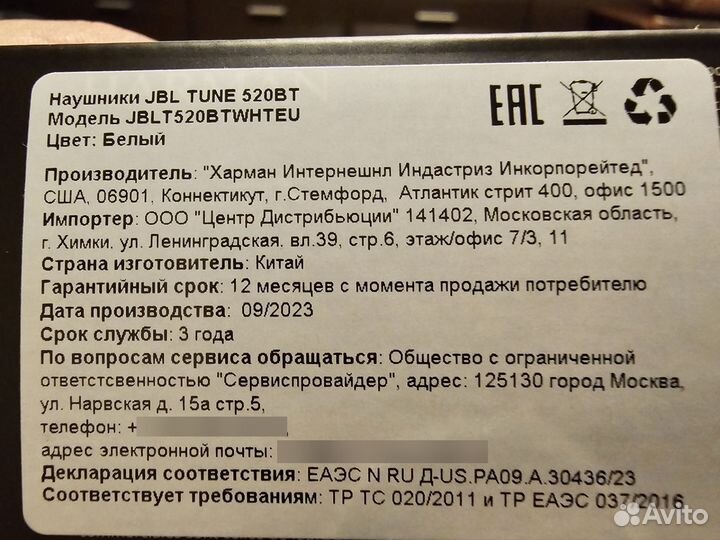 Наушники JBL TUNE 520BT
Модель JBLT520BTWHTEU
Цвет: Белый
EAC
Производитель: "Харман Интернешнл Индастриз Инкорпорейтед",
США, 06901, Коннектикут, г.Стемфорд, Атлантик стрит 400, офис 1500
Импортер: ООО "Центр Дистрибьюции" 141402, Московская область,
г. Химки, ул. Ленинградская. вл.39, стр.6, этаж/офис 7/3, 11
Страна изготовитель: Китай
Гарантийный срок: 12 месяцев с момента продажи потребителю
Дата производства: 09/2023
Срок службы: 3 года
По вопросам сервиса обращаться: Общество с ограниченной
ответстсвенностью "Сервиспровайдер", адрес: 125130 город Москва,
ул. Нарвская д. 15а стр.5,
телефон: +
адрес электронной почты:
Декларация соответствия: ЕАЭС N RU Д-US.РА09.А.30436/23
Соответствует требованиям: ТР ТС 020/2011 и ТР ЕАЭС 037/2016
Avito